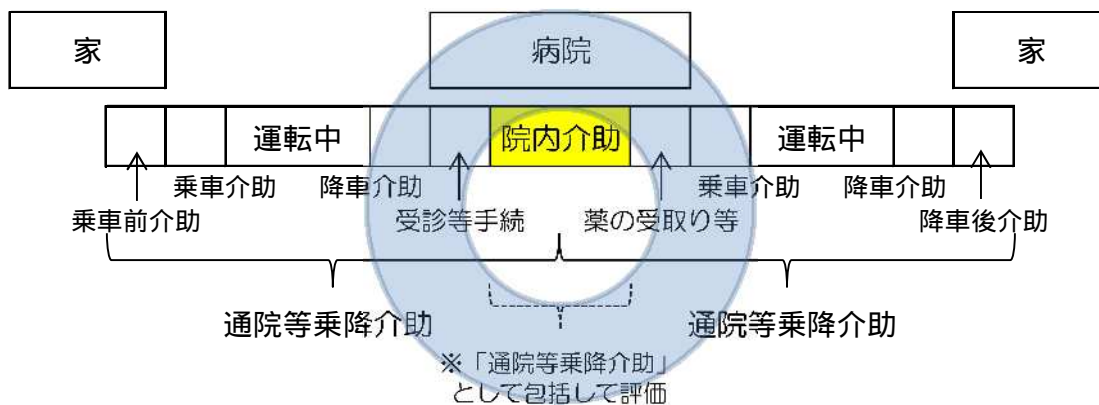 家
病院
家
運転中
院内介助
運転中
乗車介助
降車介助
乗車介助
降車介助
乗車前介助
受診等手続
薬の受取り等
降車後介助
通院等乗降介助
通院等乗降介助
※「通院等乗降介助」
として包括して評価